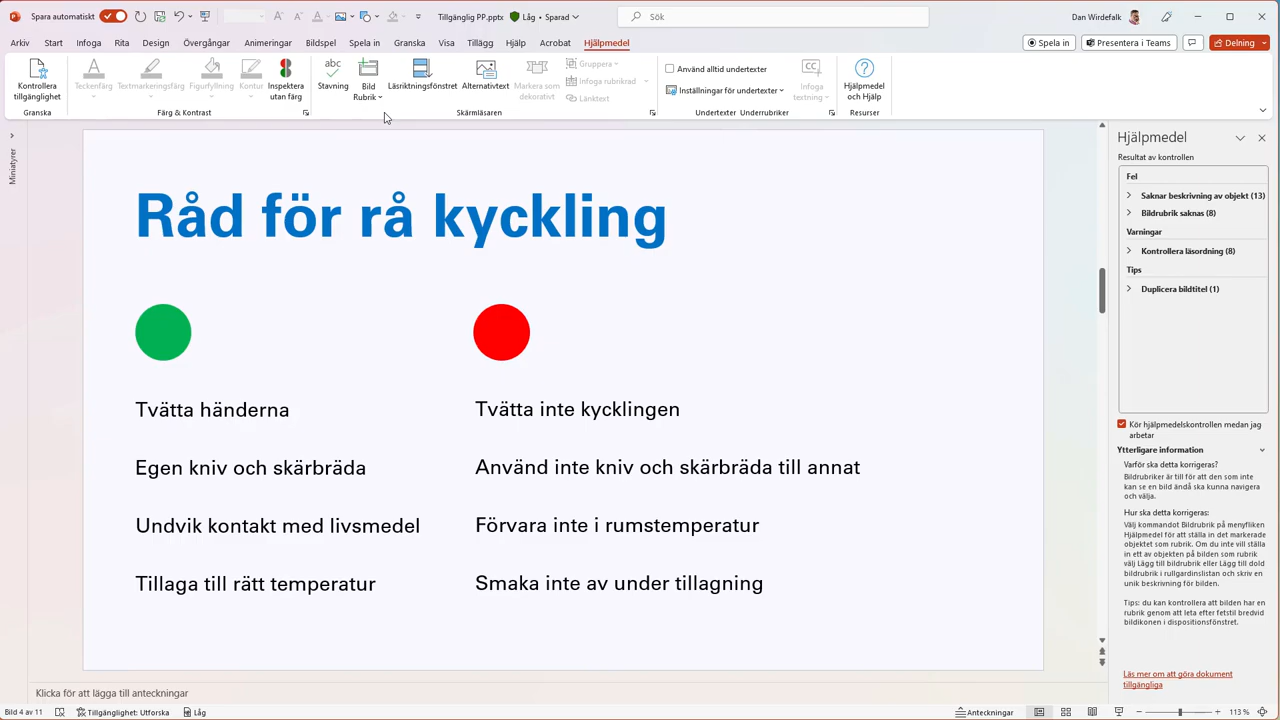 Spara automatiskt
Tillgänglig PP.pptx
Låg • Sparad
Sök
Dan Wirdefalk
Arkiv Start Infoga Rita Design Övergångar Animeringar Bildspel Spela in Granska Visa Tillägg Hjälp Acrobat Hjälpmedel
Spela in
Presentera i Teams
Delning
Kontrollera
tillgänglighet
Granska
Teckenfärg
Textmarkeringsfärg
Figurfyllning
Kontur
Inspektera
utan färg
Färg & Kontrast
Stavning
Bild
Rubrik
Läsriktningsfönstret
Alternativtext
Markera som
dekorativt
Gruppera
Infoga rubrikrad
Länktext
Skärmläsaren
Använd alltid undertexter
Inställningar för undertexter
Infoga
textning
Undertexter Underrubriker
Hjälpmedel
och Hjälp
Resurser
Miniatyrer
Råd för rå kyckling
Tvätta händerna
Egen kniv och skärbräda
Undvik kontakt med livsmedel
Tillaga till rätt temperatur
Tvätta inte kycklingen
Använd inte kniv och skärbräda till annat
Förvara inte i rumstemperatur
Smaka inte av under tillagning
Hjälpmedel
Resultat av kontrollen
Fel
Saknar beskrivning av objekt (13)
Bildrubrik saknas (8)
Varningar
Kontrollera läsordning (8)
Tips
Duplicera bildtitel (1)
Kör hjälpmedelskontrollen medan jag
arbetar
Ytterligare information
Varför ska detta korrigeras?
Bildrubriker är till för att den som inte
kan se en bild ändå ska kunna navigera
och välja.
Hur ska detta korrigeras:
Välj kommandot Bildrubrik på menyfliken
Hjälpmedel för att ställa in det markerade
objektet som rubrik. Om du inte vill ställa
in ett av objekten på bilden som rubrik
välj Lägg till bildrubrik eller Lägg till dold
bildrubrik i rullgardinslistan och skriv en
unik beskrivning för bilden.
Tips: du kan kontrollera att bilden har en
rubrik genom att leta efter fetstil bredvid
bildikonen i dispositionsfönstret.
Läs mer om att göra dokument
tillgängliga
Klicka för att lägga till anteckningar
Bild 4 av 11
Tillgänglighet: Utforska
Låg
Anteckningar
113 %